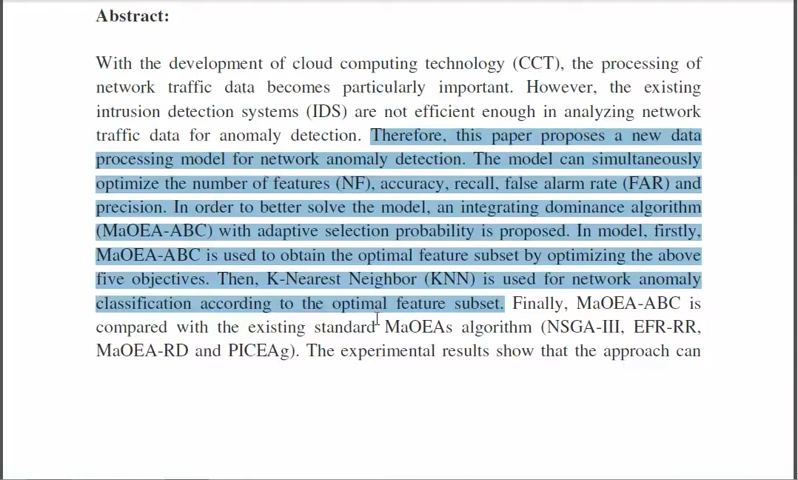 Abstract:
With the development of cloud computing technology (CCT), the processing of
network traffic data becomes particularly important. However, the existing
intrusion detection systems (IDS) are not efficient enough in analyzing network
traffic data for anomaly detection. Therefore, this paper proposes a new data
processing model for network anomaly detection. The model can simultaneously
optimize the number of features (NF), accuracy, recall, false alarm rate (FAR) and
precision. In order to better solve the model, an integrating dominance algorithm
(MaOEA-ABC) with adaptive selection probability is proposed. In model, firstly,
MaOEA-ABC is used to obtain the optimal feature subset by optimizing the above
five objectives. Then, K-Nearest Neighbor (KNN) is used for network anomaly
classification according to the optimal feature subset. Finally, MaOEA-ABC is
compared with the existing standard MaOEAs algorithm (NSGA-III, EFR-RR,
MaOEA-RD and PICEAg). The experimental results show that the approach can